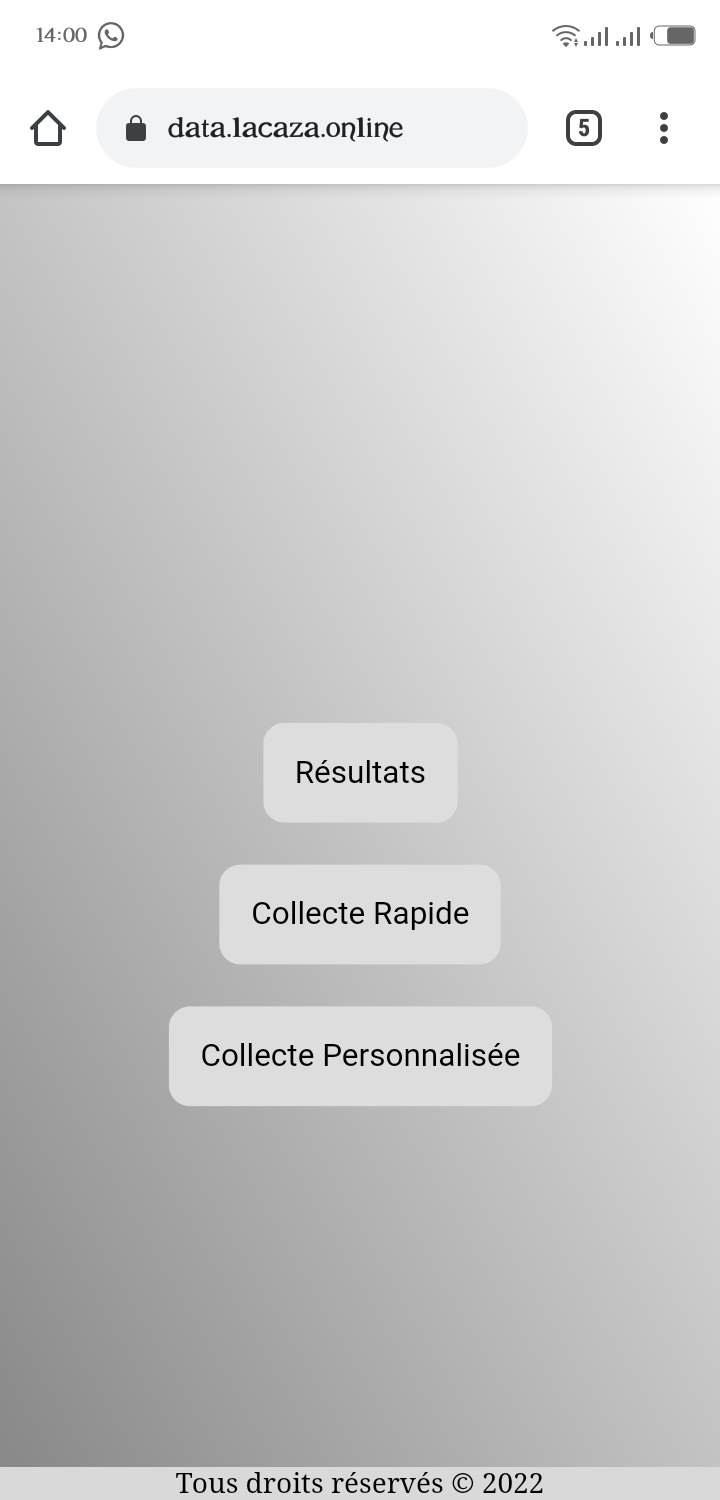 14:00
data.lacaza.online
5
Résultats
Collecte Rapide
Collecte Personnalisée
Tous droits réservés © 2022